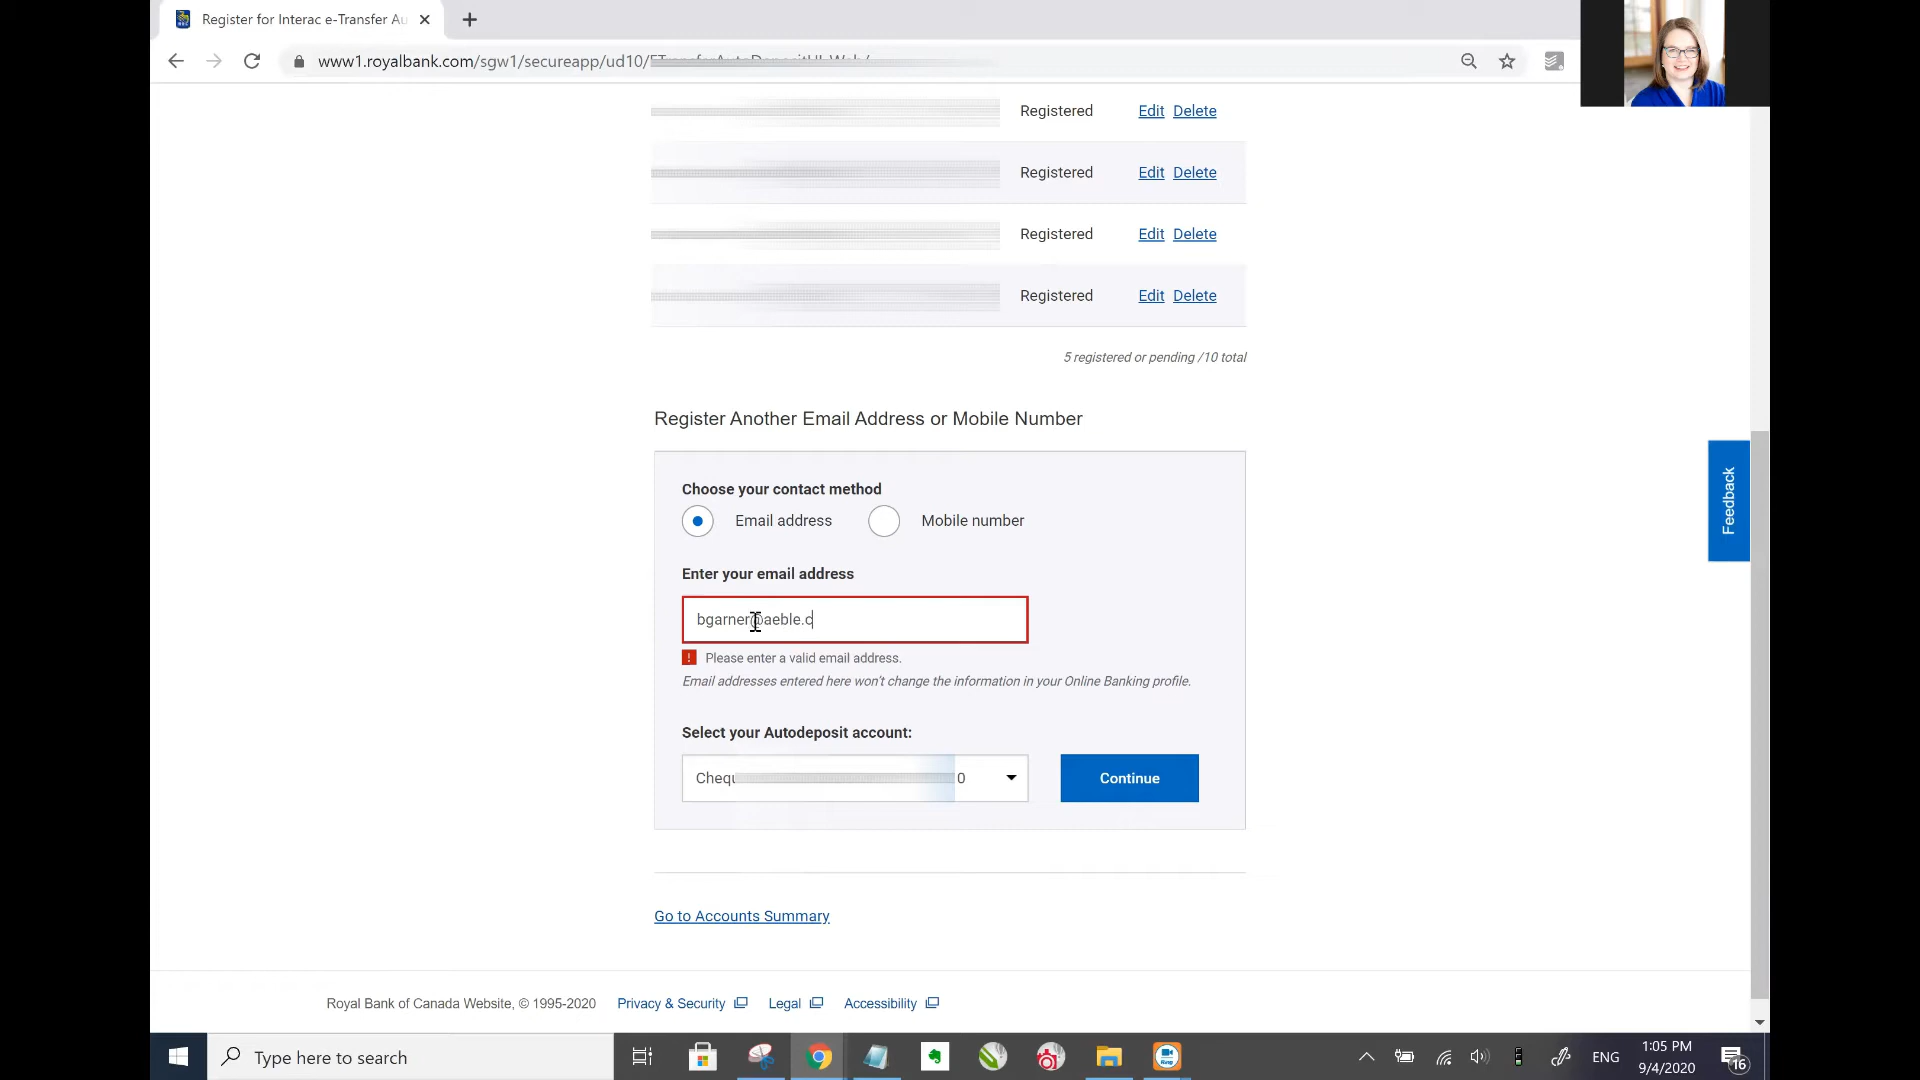 Register for Interac e-Transfer Au
www1.royalbank.com/sgw1/secureapp/ud10/
Registered Edit Delete
Registered Edit Delete
Registered Edit Delete
Registered Edit Delete
5 registered or pending /10 total
Register Another Email Address or Mobile Number
Choose your contact method
Email address Mobile number
Enter your email address
bgarner@aeble.c
! Please enter a valid email address.
Email addresses entered here won't change the information in your Online Banking profile.
Select your Autodeposit account:
Chequ 0
Continue
Feedback
Go to Accounts Summary
Royal Bank of Canada Website, © 1995-2020 Privacy & Security Legal Accessibility
Type here to search
ENG
1:05 PM
9/4/2020
16